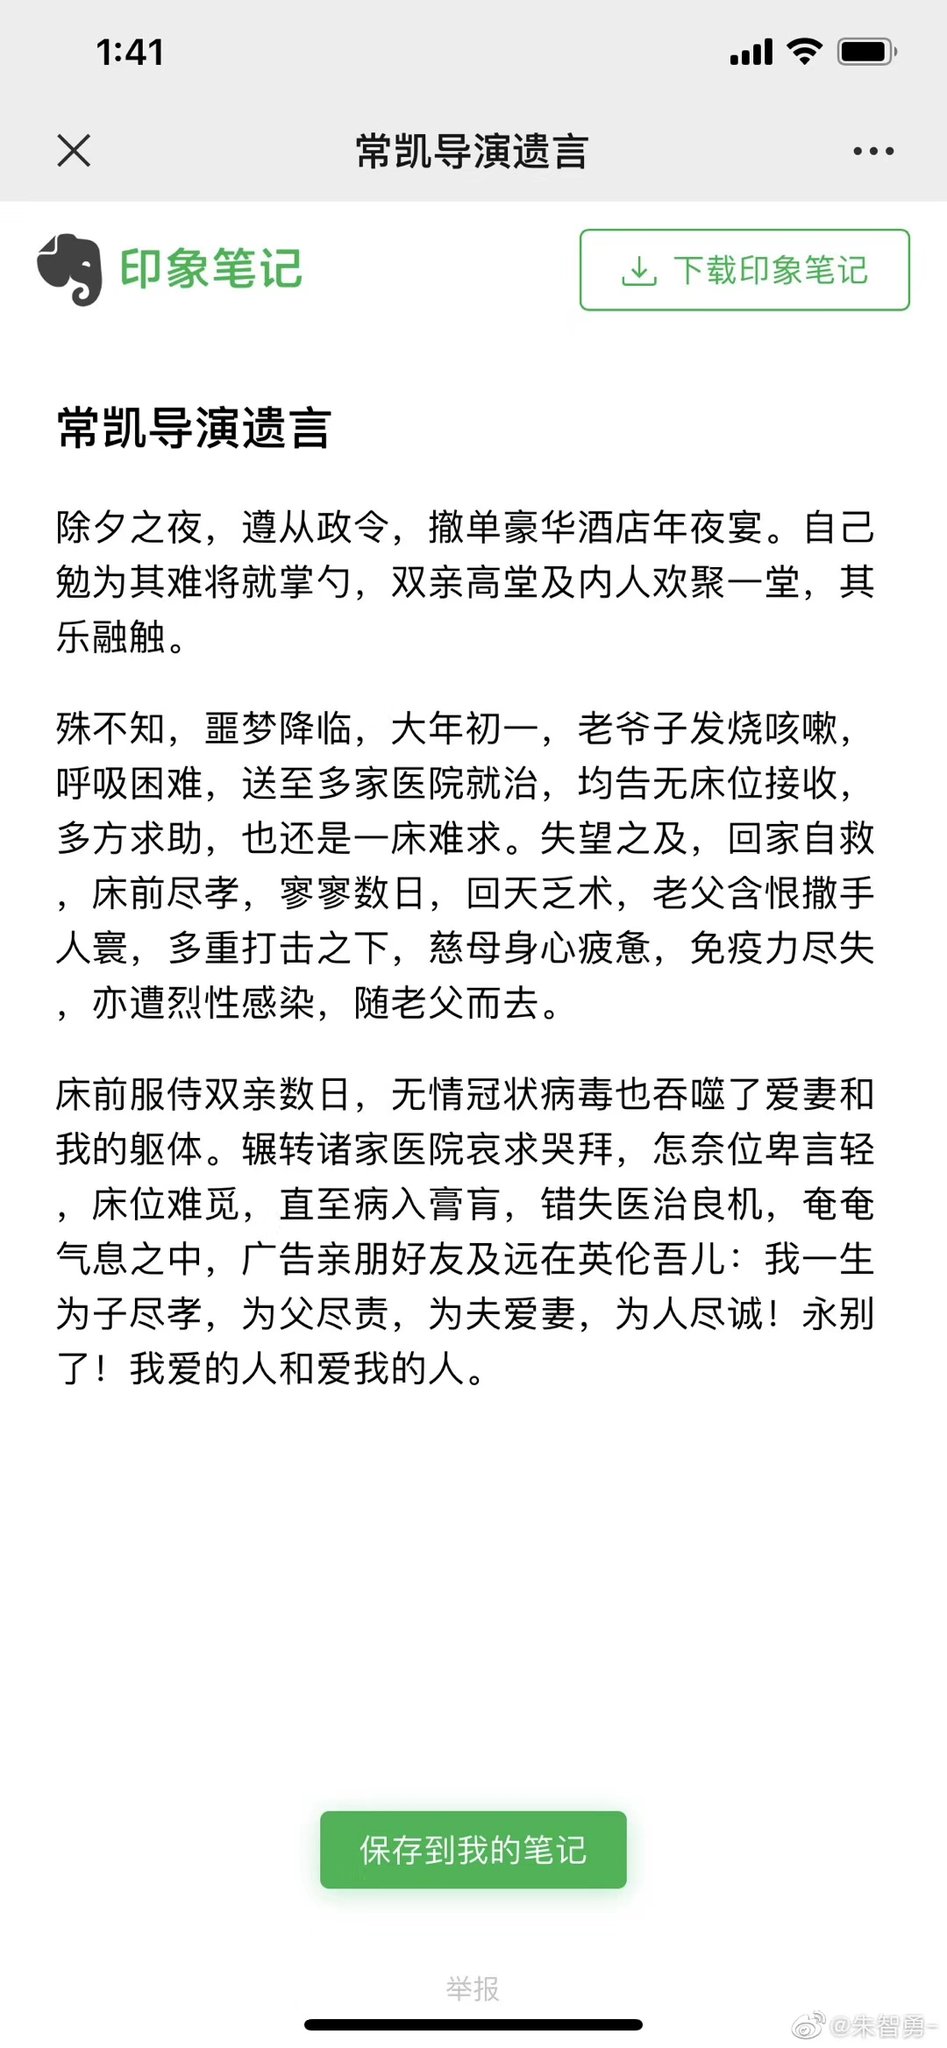 1:41
常凯导演遗言
印象笔记
下载印象笔记
常凯导演遗言
除夕之夜，遵从政令，撤单豪华酒店年夜宴。自己
勉为其难将就掌勺，双亲高堂及内人欢聚一堂，其
乐融触。
殊不知，噩梦降临，大年初一，老爷子发烧咳嗽，
呼吸困难，送至多家医院就治，均告无床位接收，
多方求助，也还是一床难求。失望之及，回家自救
，床前尽孝，寥寥数日，回天乏术，老父含恨撒手
人寰，多重打击之下，慈母身心疲惫，免疫力尽失
，亦遭烈性感染，随老父而去。
床前服侍双亲数日，无情冠状病毒也吞噬了爱妻和
我的躯体。辗转诸家医院哀求哭拜，怎奈位卑言轻
，床位难觅，直至病入膏肓，错失医治良机，奄奄
气息之中，广告亲朋好友及远在英伦吾儿：我一生
为子尽孝，为父尽责，为夫爱妻，为人尽诚！永别
了！我爱的人和爱我的人。
保存到我的笔记
举报
@朱智勇-